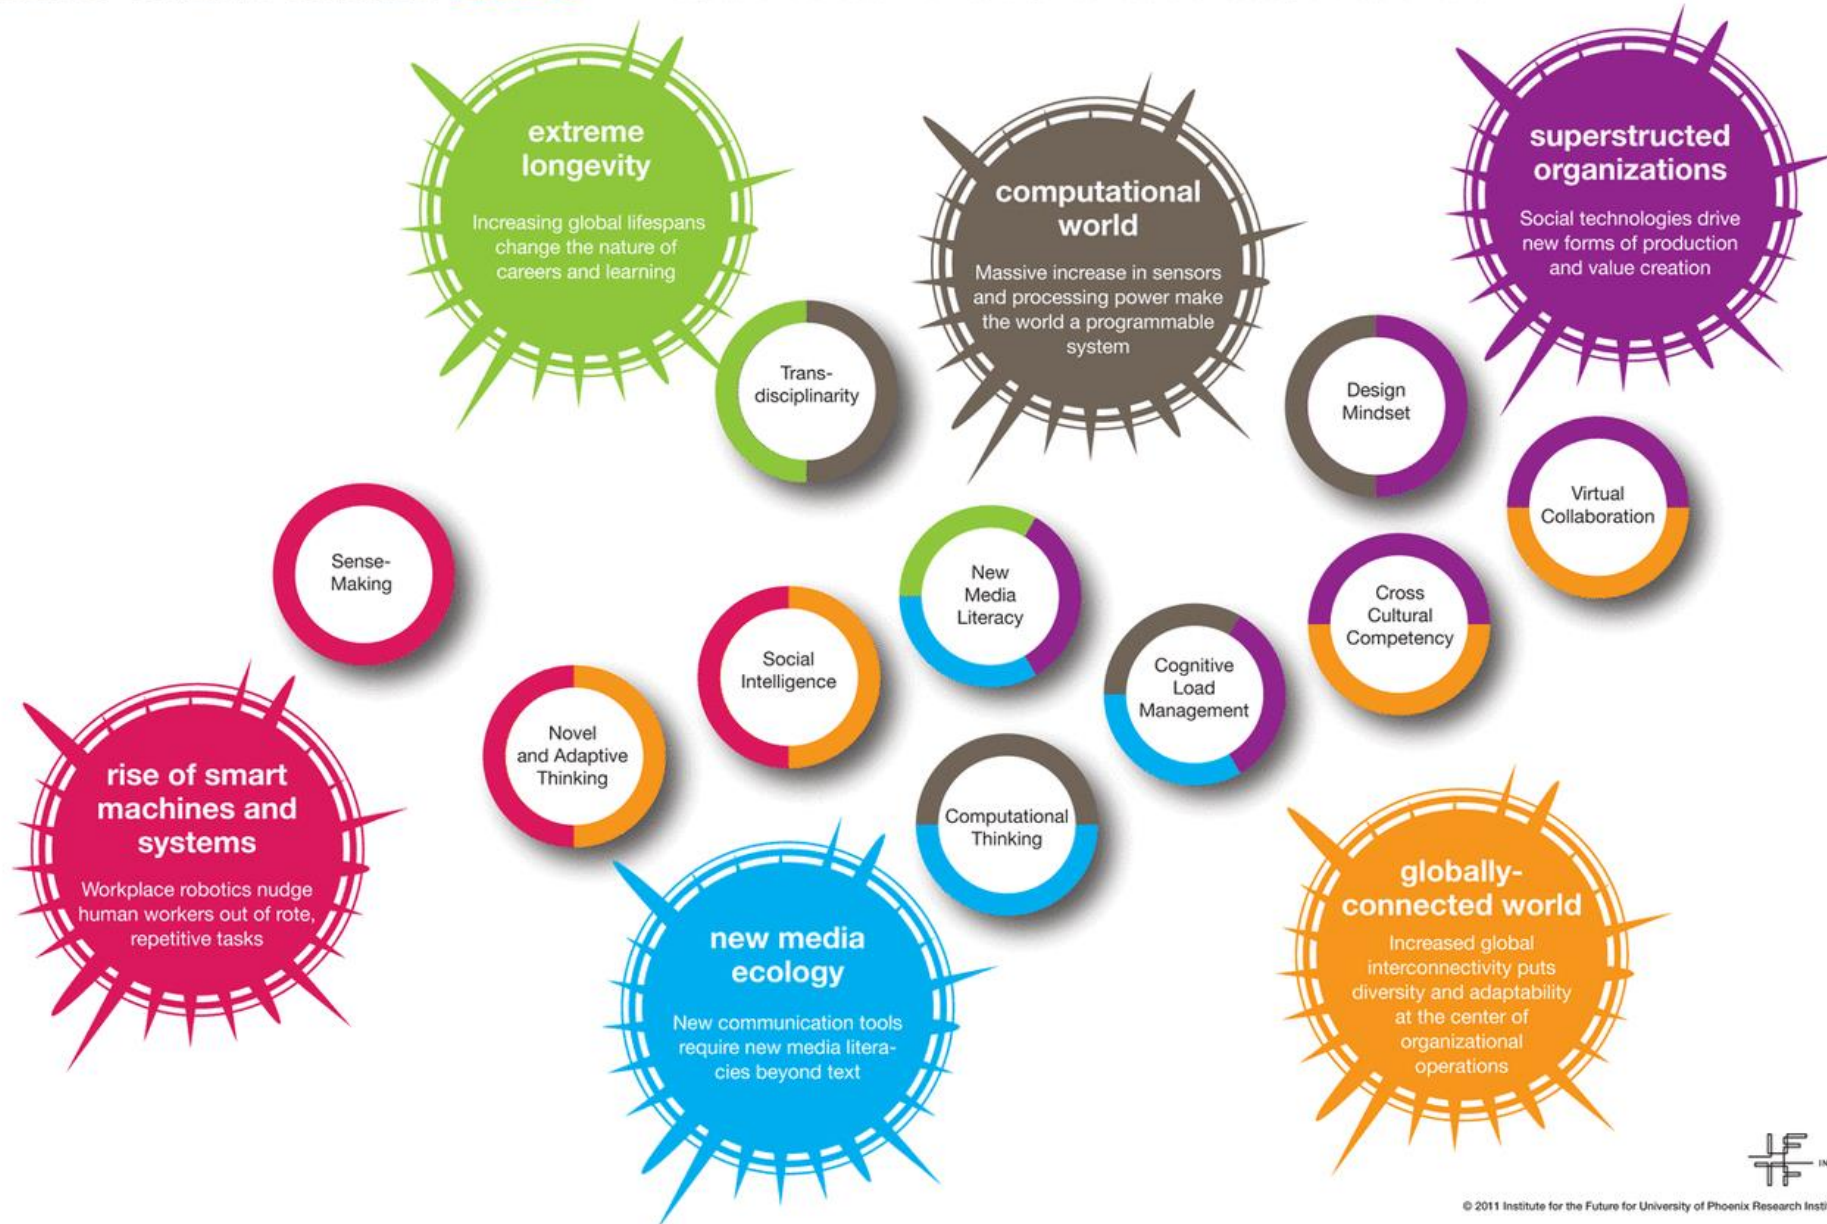 extreme
longevity
Increasing global lifespans
change the nature of
careers and learning
computational
world
Massive increase in sensors
and processing power make
the world a programmable
system
superstructed
organizations
Social technologies drive
new forms of production
and value creation
Trans-
disciplinarity
Design
Mindset
Virtual
Collaboration
Sense-
Making
New
Media
Literacy
Cross
Cultural
Competency
Social
Intelligence
Cognitive
Load
Management
Novel
and Adaptive
Thinking
Computational
Thinking
rise of smart
machines and
systems
Workplace robotics nudge
human workers out of rote,
repetitive tasks
new media
ecology
New communication tools
require new media litera-
cies beyond text
globally-
connected world
Increased global
interconnectivity puts
diversity and adaptability
at the center of
organizational
operations
© 2011 Institute for the Future for University of Phoenix Research